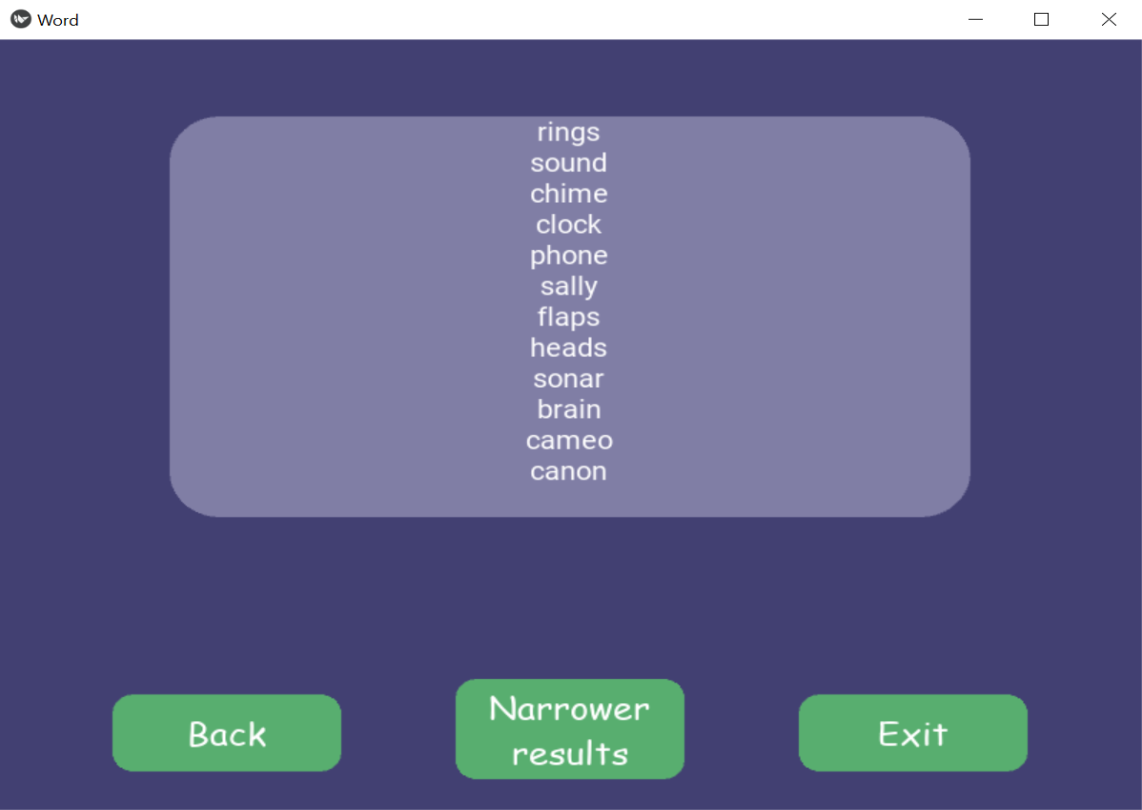 Word
rings
sound
chime
clock
phone
sally
flaps
heads
sonar
brain
cameo
canon
Back
Narrower
results
Exit